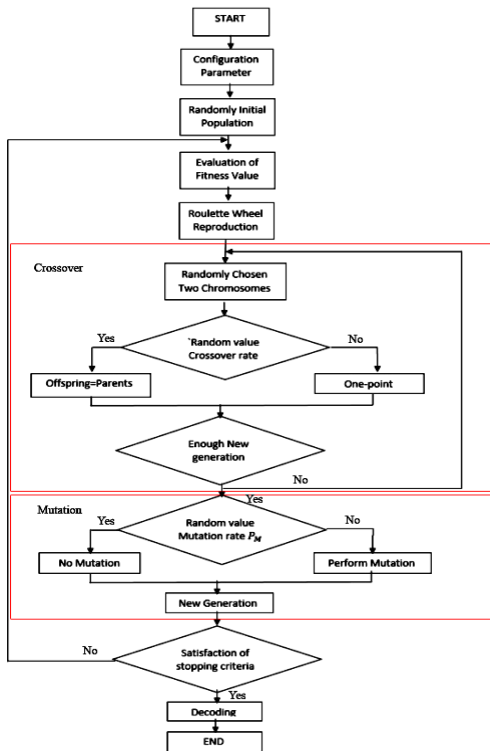 START
Configuration
Parameter
Randomly Initial
Population
Evaluation of
Fitness Value
Roulette Wheel
Reproduction
Crossover
Randomly Chosen
Two Chromosomes
Yes
`Random value
Crossover rate
No
Offspring=Parents
One-point
Enough New
generation
No
Yes
Mutation
Yes
Random value
Mutation rate P_M
No
No Mutation
Perform Mutation
New Generation
No
Satisfaction of
stopping criteria
Yes
Decoding
END